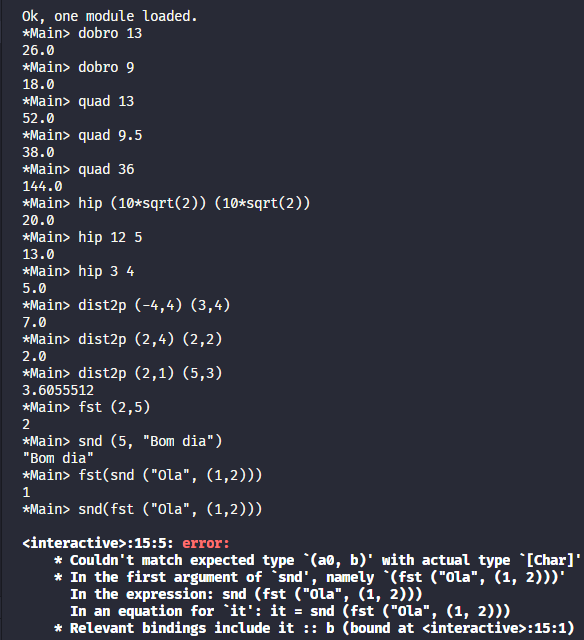 Ok, one module loaded.
*Main> dobro 13
26.0
*Main> dobro 9
18.0
*Main> quad 13
52.0
*Main> quad 9.5
38.0
*Main> quad 36
144.0
*Main> hip (10*sqrt(2)) (10*sqrt(2))
20.0
*Main> hip 12 5
13.0
*Main> hip 3 4
5.0
*Main> dist2p (-4,4) (3,4)
7.0
*Main> dist2p (2,4) (2,2)
2.0
*Main> dist2p (2,1) (5,3)
3.6055512
*Main> fst (2,5)
2
*Main> snd (5, "Bom dia")
"Bom dia"
*Main> fst(snd ("Ola", (1,2)))
1
*Main> snd(fst ("Ola", (1,2)))
<interactive>:15:5: error:
* Couldn't match expected type `(a0, b)' with actual type `[Char]'
* In the first argument of `snd', namely `(fst ("Ola", (1, 2)))'
In the expression: snd (fst ("Ola", (1, 2)))
In an equation for `it': it = snd (fst ("Ola", (1, 2)))
* Relevant bindings include it :: b (bound at <interactive>:15:1)